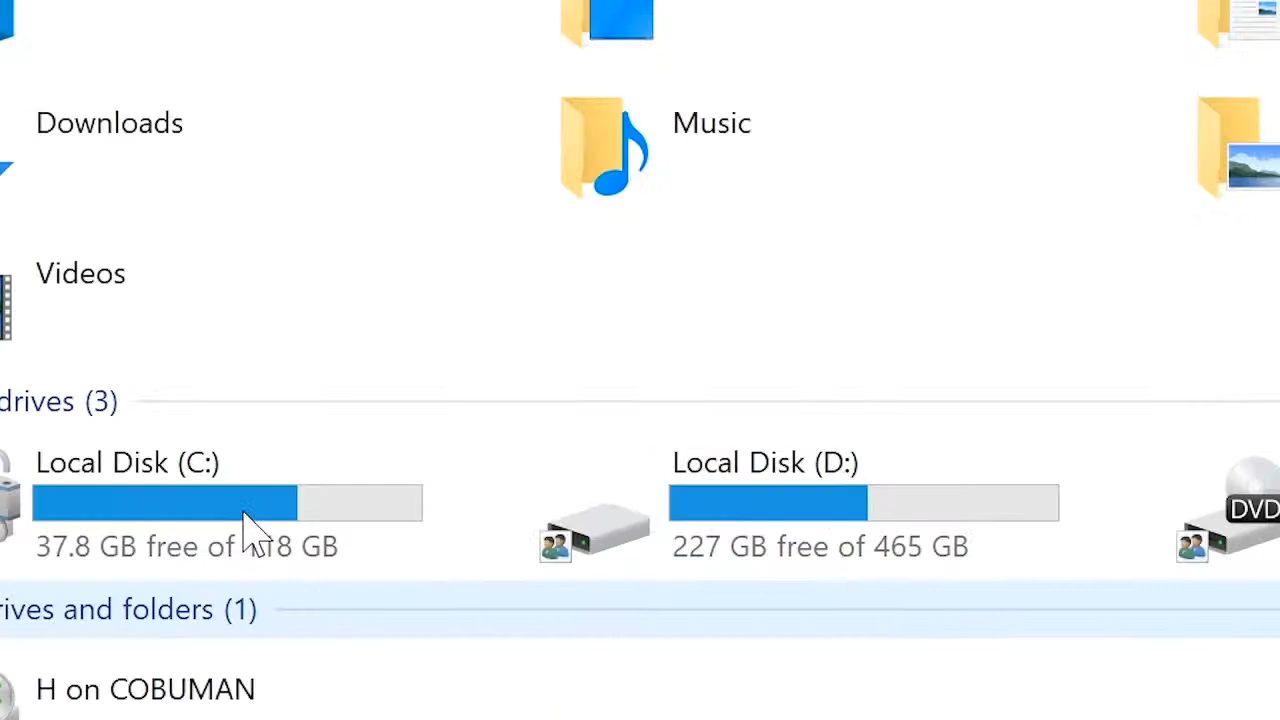 Downloads
Music
Videos
drives (3)
Local Disk (C:)
Local Disk (D:)
37.8 GB free of 18 GB
227 GB free of 465 GB
DVD
rives and folders (1)
H on COBUMAN